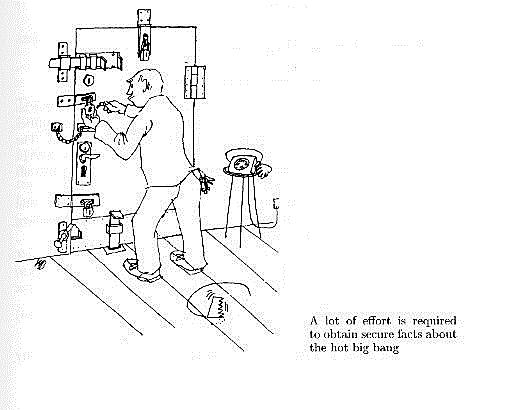 A lot of effort is required
to obtain secure facts about
the hot big bang